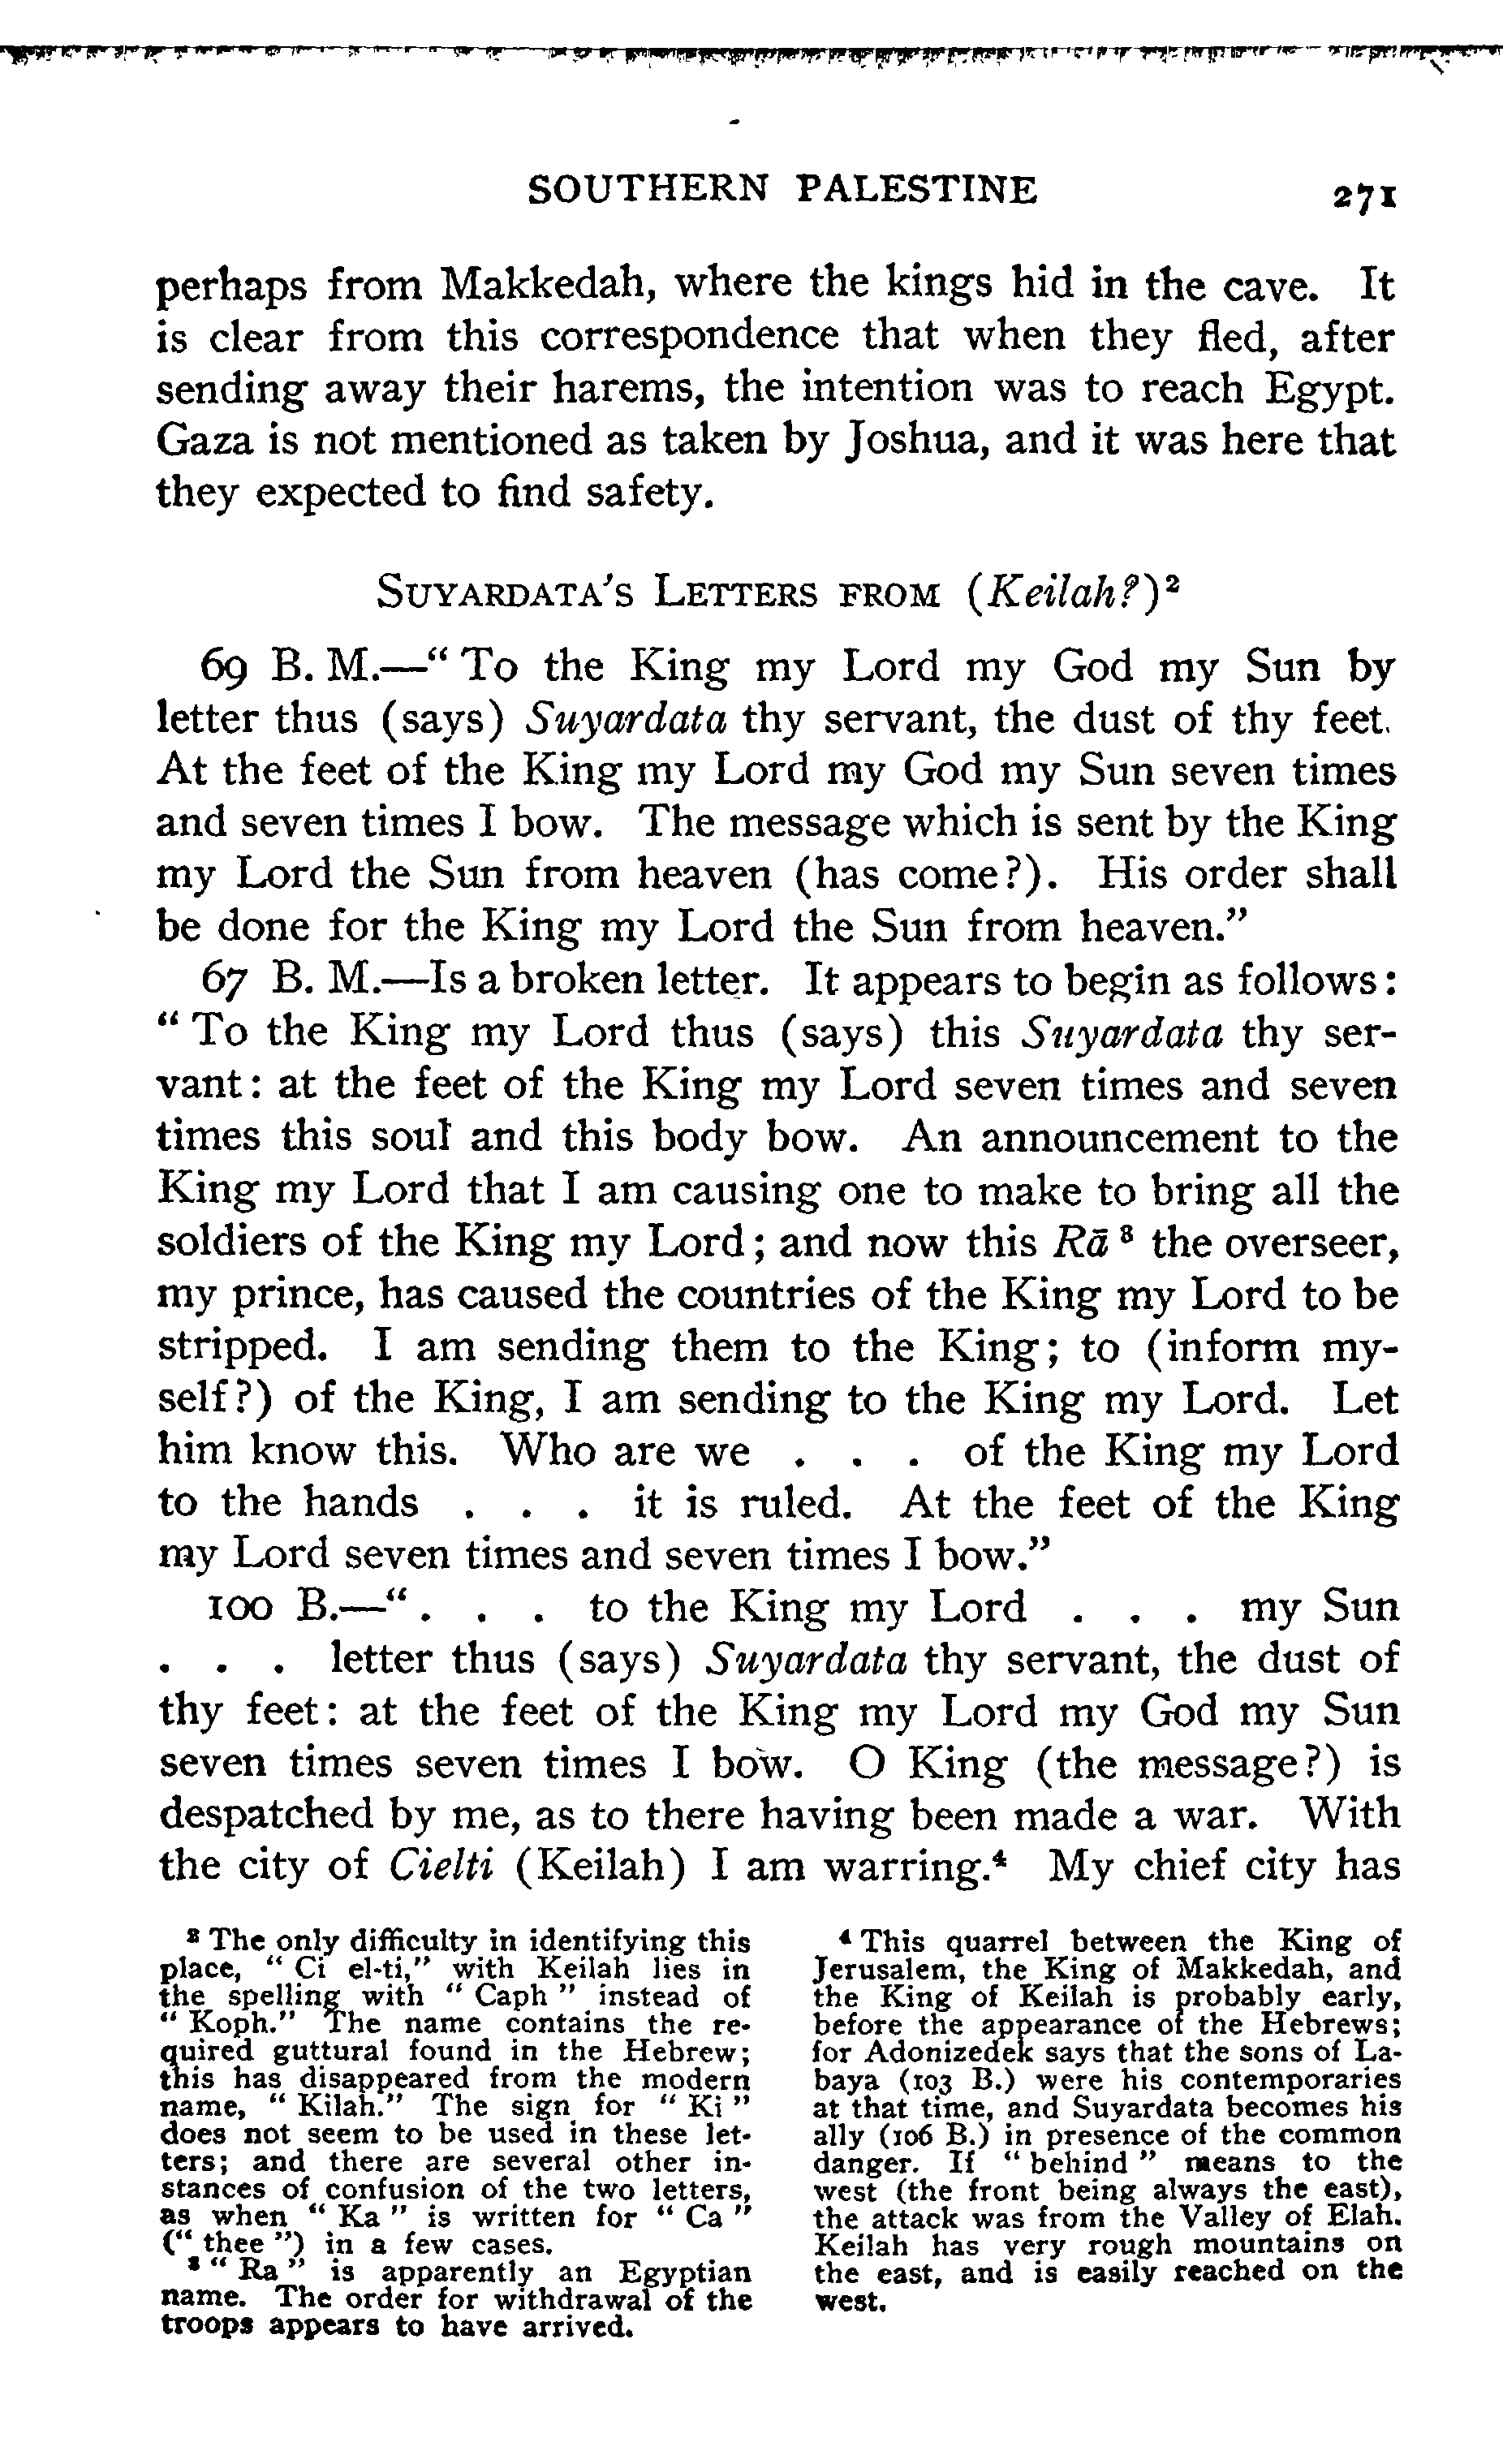 SOUTHERN PALESTINE 271
perhaps from Makkedah, where the kings hid in the cave. It
is clear from this correspondence that when they fled, after
sending away their harems, the intention was to reach Egypt.
Gaza is not mentioned as taken by Joshua, and it was here that
they expected to find safety.
SUYARDATA'S LETTERS FROM (Keilah?)²
69 B. M.—“ To the King my Lord my God my Sun by
letter thus (says) Suyardata thy servant, the dust of thy feet.
At the feet of the King my Lord my God my Sun seven times
and seven times I bow. The message which is sent by the King
my Lord the Sun from heaven (has come?). His order shall
be done for the King my Lord the Sun from heaven.”
67 B. M.—Is a broken letter. It appears to begin as follows:
“ To the King my Lord thus (says) this Suyardata thy ser-
vant: at the feet of the King my Lord seven times and seven
times this soul and this body bow. An announcement to the
King my Lord that I am causing one to make to bring all the
soldiers of the King my Lord; and now this Rā ³ the overseer,
my prince, has caused the countries of the King my Lord to be
stripped. I am sending them to the King; to (inform my-
self?) of the King, I am sending to the King my Lord. Let
him know this. Who are we . . . of the King my Lord
to the hands . . . it is ruled. At the feet of the King
my Lord seven times and seven times I bow.”
100 B.—“ . . . to the King my Lord . . . my Sun
. . . letter thus (says) Suyardata thy servant, the dust of
thy feet: at the feet of the King my Lord my God my Sun
seven times seven times I bow. O King (the message?) is
despatched by me, as to there having been made a war. With
the city of Cielti (Keilah) I am warring.⁴ My chief city has
² The only difficulty in identifying this
place, “ Ci el-ti,” with Keilah lies in
the spelling with “ Caph ” instead of
“ Koph.” The name contains the re-
quired guttural found in the Hebrew;
this has disappeared from the modern
name, “ Kilah.” The sign for “ Ki ”
does not seem to be used in these let-
ters; and there are several other in-
stances of confusion of the two letters,
as when “ Ka ” is written for “ Ca ”
(“ thee ”) in a few cases.
³ “ Ra ” is apparently an Egyptian
name. The order for withdrawal of the
troops appears to have arrived.
⁴ This quarrel between the King of
Jerusalem, the King of Makkedah, and
the King of Keilah is probably early,
before the appearance of the Hebrews;
for Adonizedek says that the sons of La-
baya (103 B.) were his contemporaries
at that time, and Suyardata becomes his
ally (106 B.) in presence of the common
danger. If “ behind ” means to the
west (the front being always the east),
the attack was from the Valley of Elah.
Keilah has very rough mountains on
the east, and is easily reached on the
west.